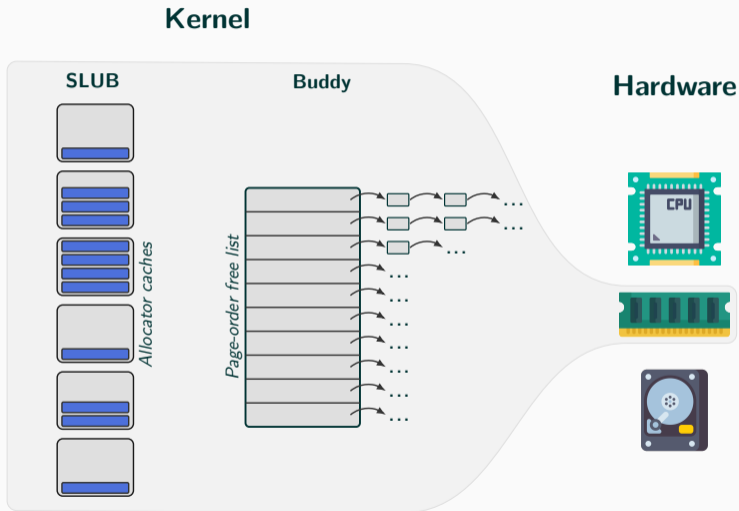 Kernel
SLUB
Buddy
Hardware
Allocator caches
Page-order free list
...
...
...
...
...
...
...
...
...
...
CPU